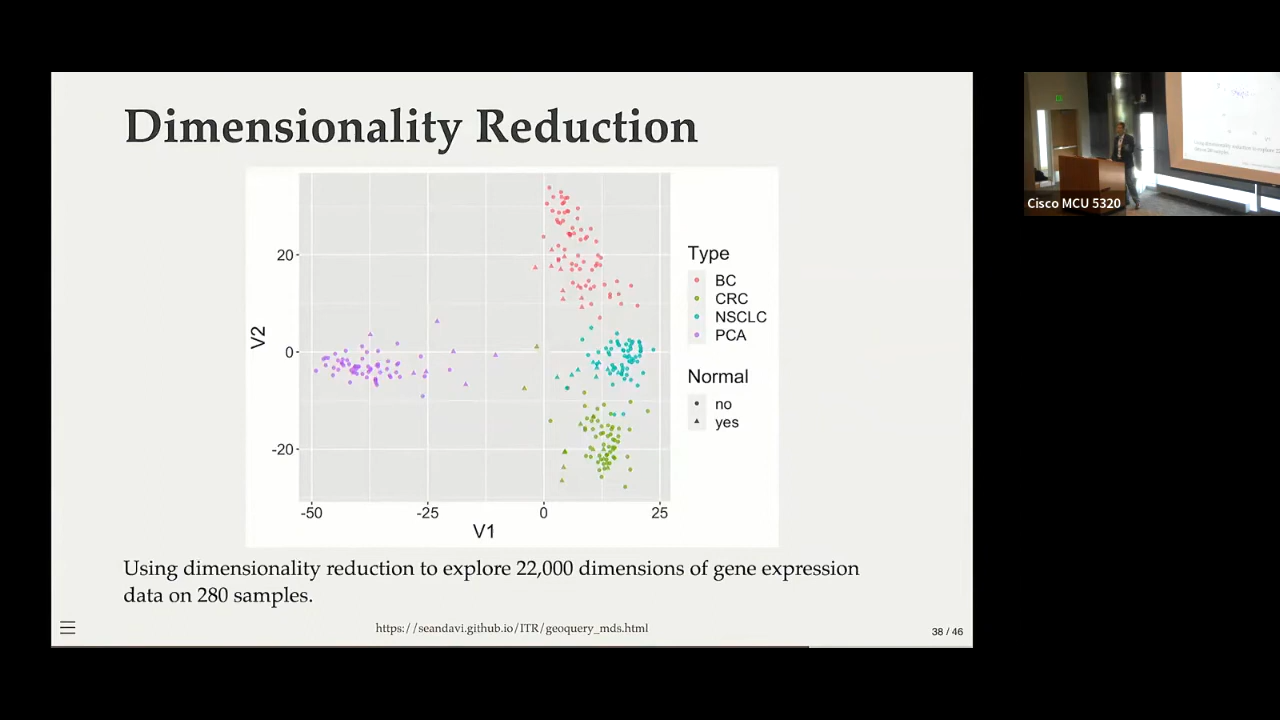 Dimensionality Reduction
V2
20
0
-20
-50
-25
0
25
V1
Type
BC
CRC
NSCLC
PCA
Normal
no
yes
Using dimensionality reduction to explore 22,000 dimensions of gene expression
data on 280 samples.
https://seandavi.github.io/ITR/geoquery_mds.html
38 / 46
Cisco MCU 5320